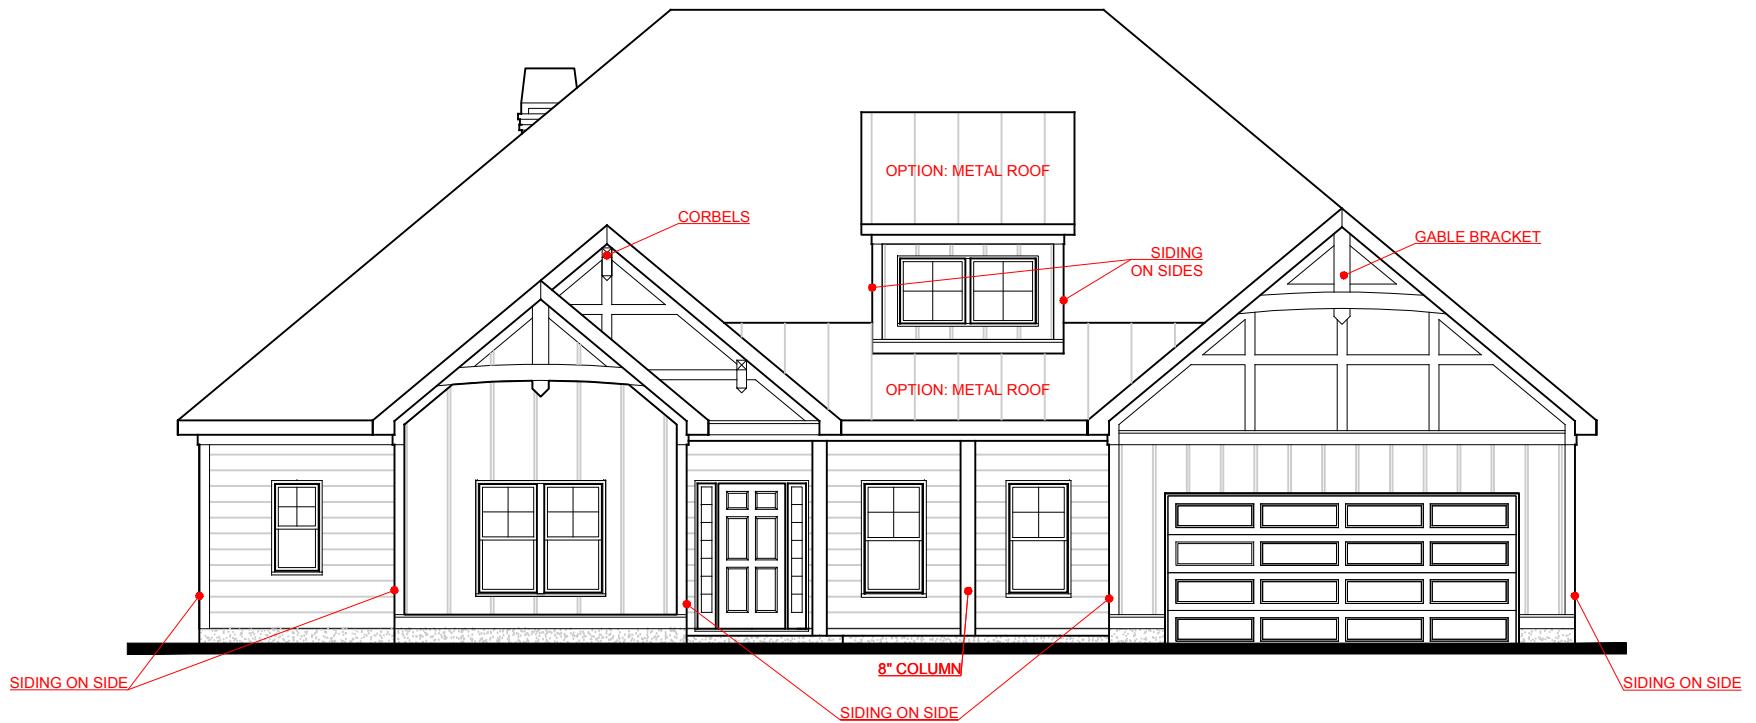 OPTION: METAL ROOF
CORBELS
GABLE BRACKET
SIDING
ON SIDES
OPTION: METAL ROOF
8" COLUMN
SIDING ON SIDE
SIDING ON SIDE
SIDING ON SIDE